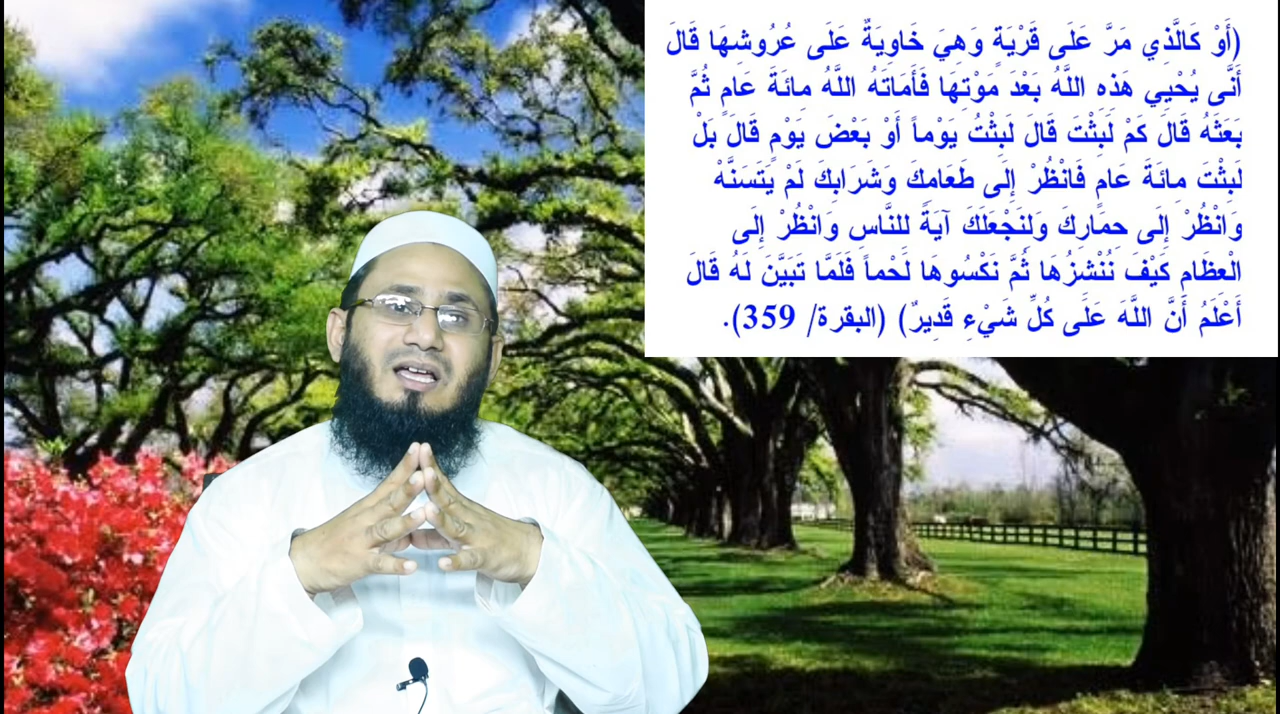 (أَوْ كَالَّذِي مَرَّ عَلَى قَرْيَةٍ وَهِيَ خَاوِيَةٌ عَلَى عُرُوشِهَا قَالَ
أَنَّى يُحْيِي هَذِهِ اللَّهُ بَعْدَ مَوْتِهَا فَأَمَاتَهُ اللَّهُ مِائَةَ عَامٍ ثُمَّ
بَعَثَهُ قَالَ كَمْ لَبِثْتَ قَالَ لَبِثْتُ يَوْماً أَوْ بَعْضَ يَوْمٍ قَالَ بَلْ
لَبِثْتَ مِائَةَ عَامٍ فَانْظُرْ إِلَى طَعَامِكَ وَشَرَابِكَ لَمْ يَتَسَنَّهْ
وَانْظُرْ إِلَى حِمَارِكَ وَلِنَجْعَلَكَ آيَةً لِلنَّاسِ وَانْظُرْ إِلَى
الْعِظَامِ كَيْفَ نُنْشِزُهَا ثُمَّ نَكْسُوهَا لَحْماً فَلَمَّا تَبَيَّنَ لَهُ قَالَ
أَعْلَمُ أَنَّ اللَّهَ عَلَى كُلِّ شَيْءٍ قَدِيرٌ) (البقرة/ 359).